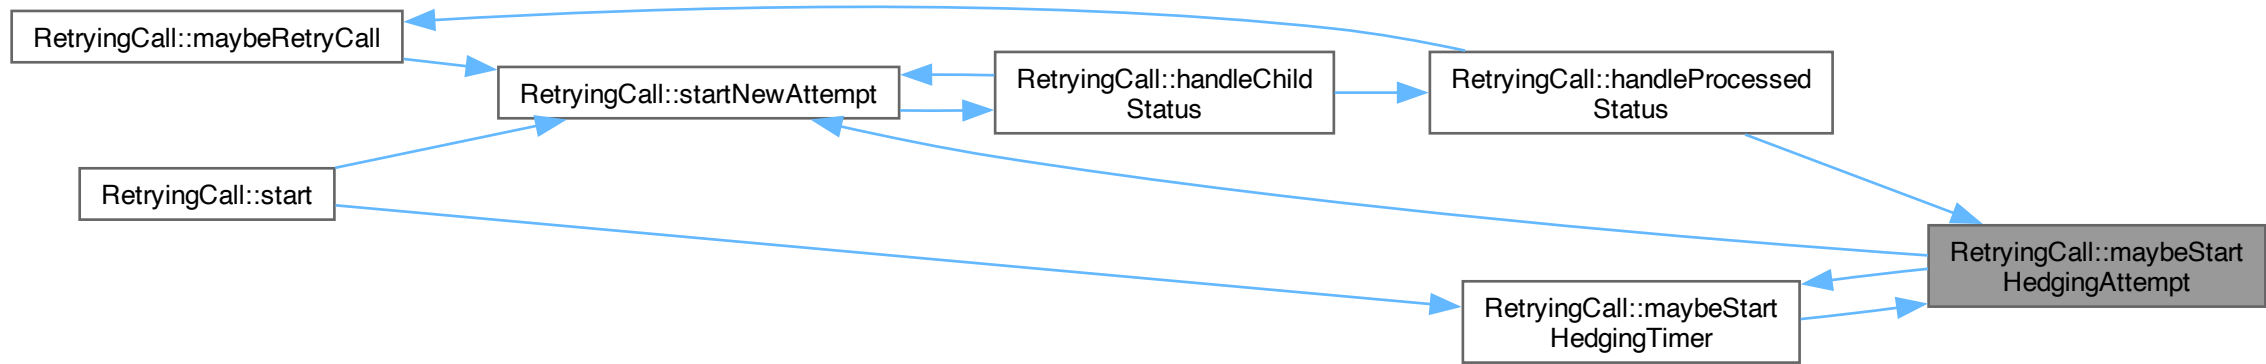 RetryingCall::maybeRetryCall
RetryingCall::startNewAttempt
RetryingCall::handleChild
Status
RetryingCall::handleProcessed
Status
RetryingCall::start
RetryingCall::maybeStart
HedgingAttempt
RetryingCall::maybeStart
HedgingTimer